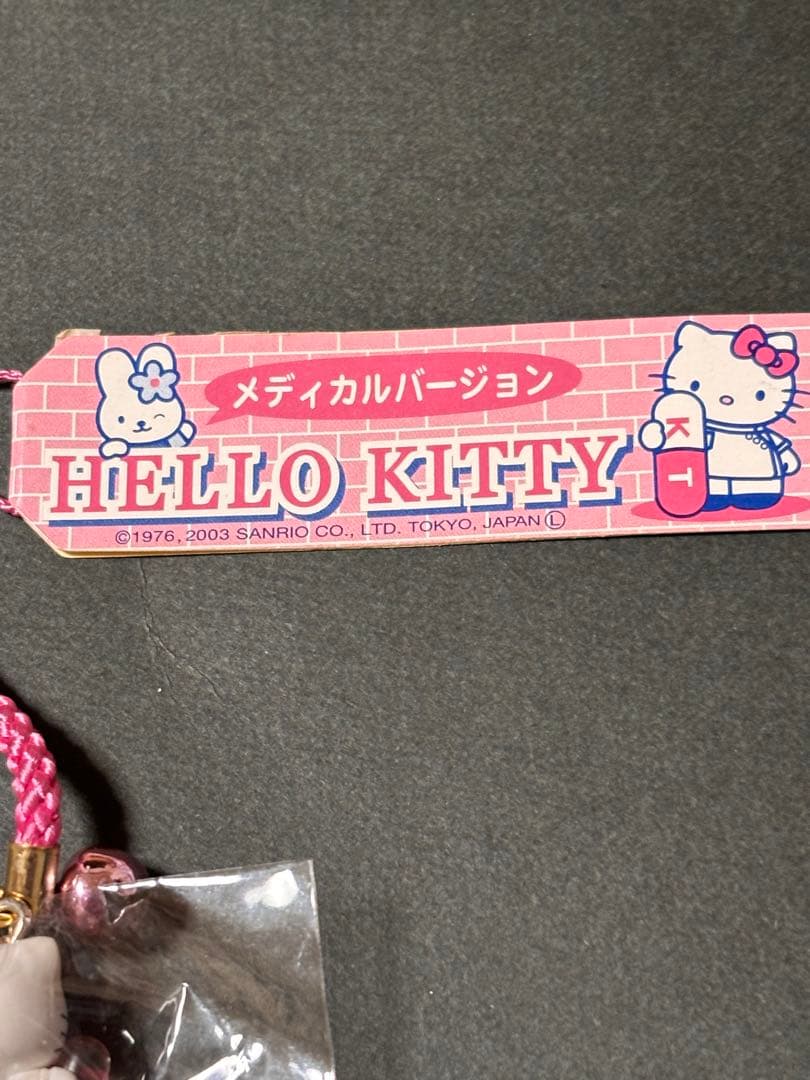 メディカルバージョン
HELLO KITTY
©1976, 2003 SANRIO CO., LTD. TOKYO, JAPAN Ⓛ
K
T